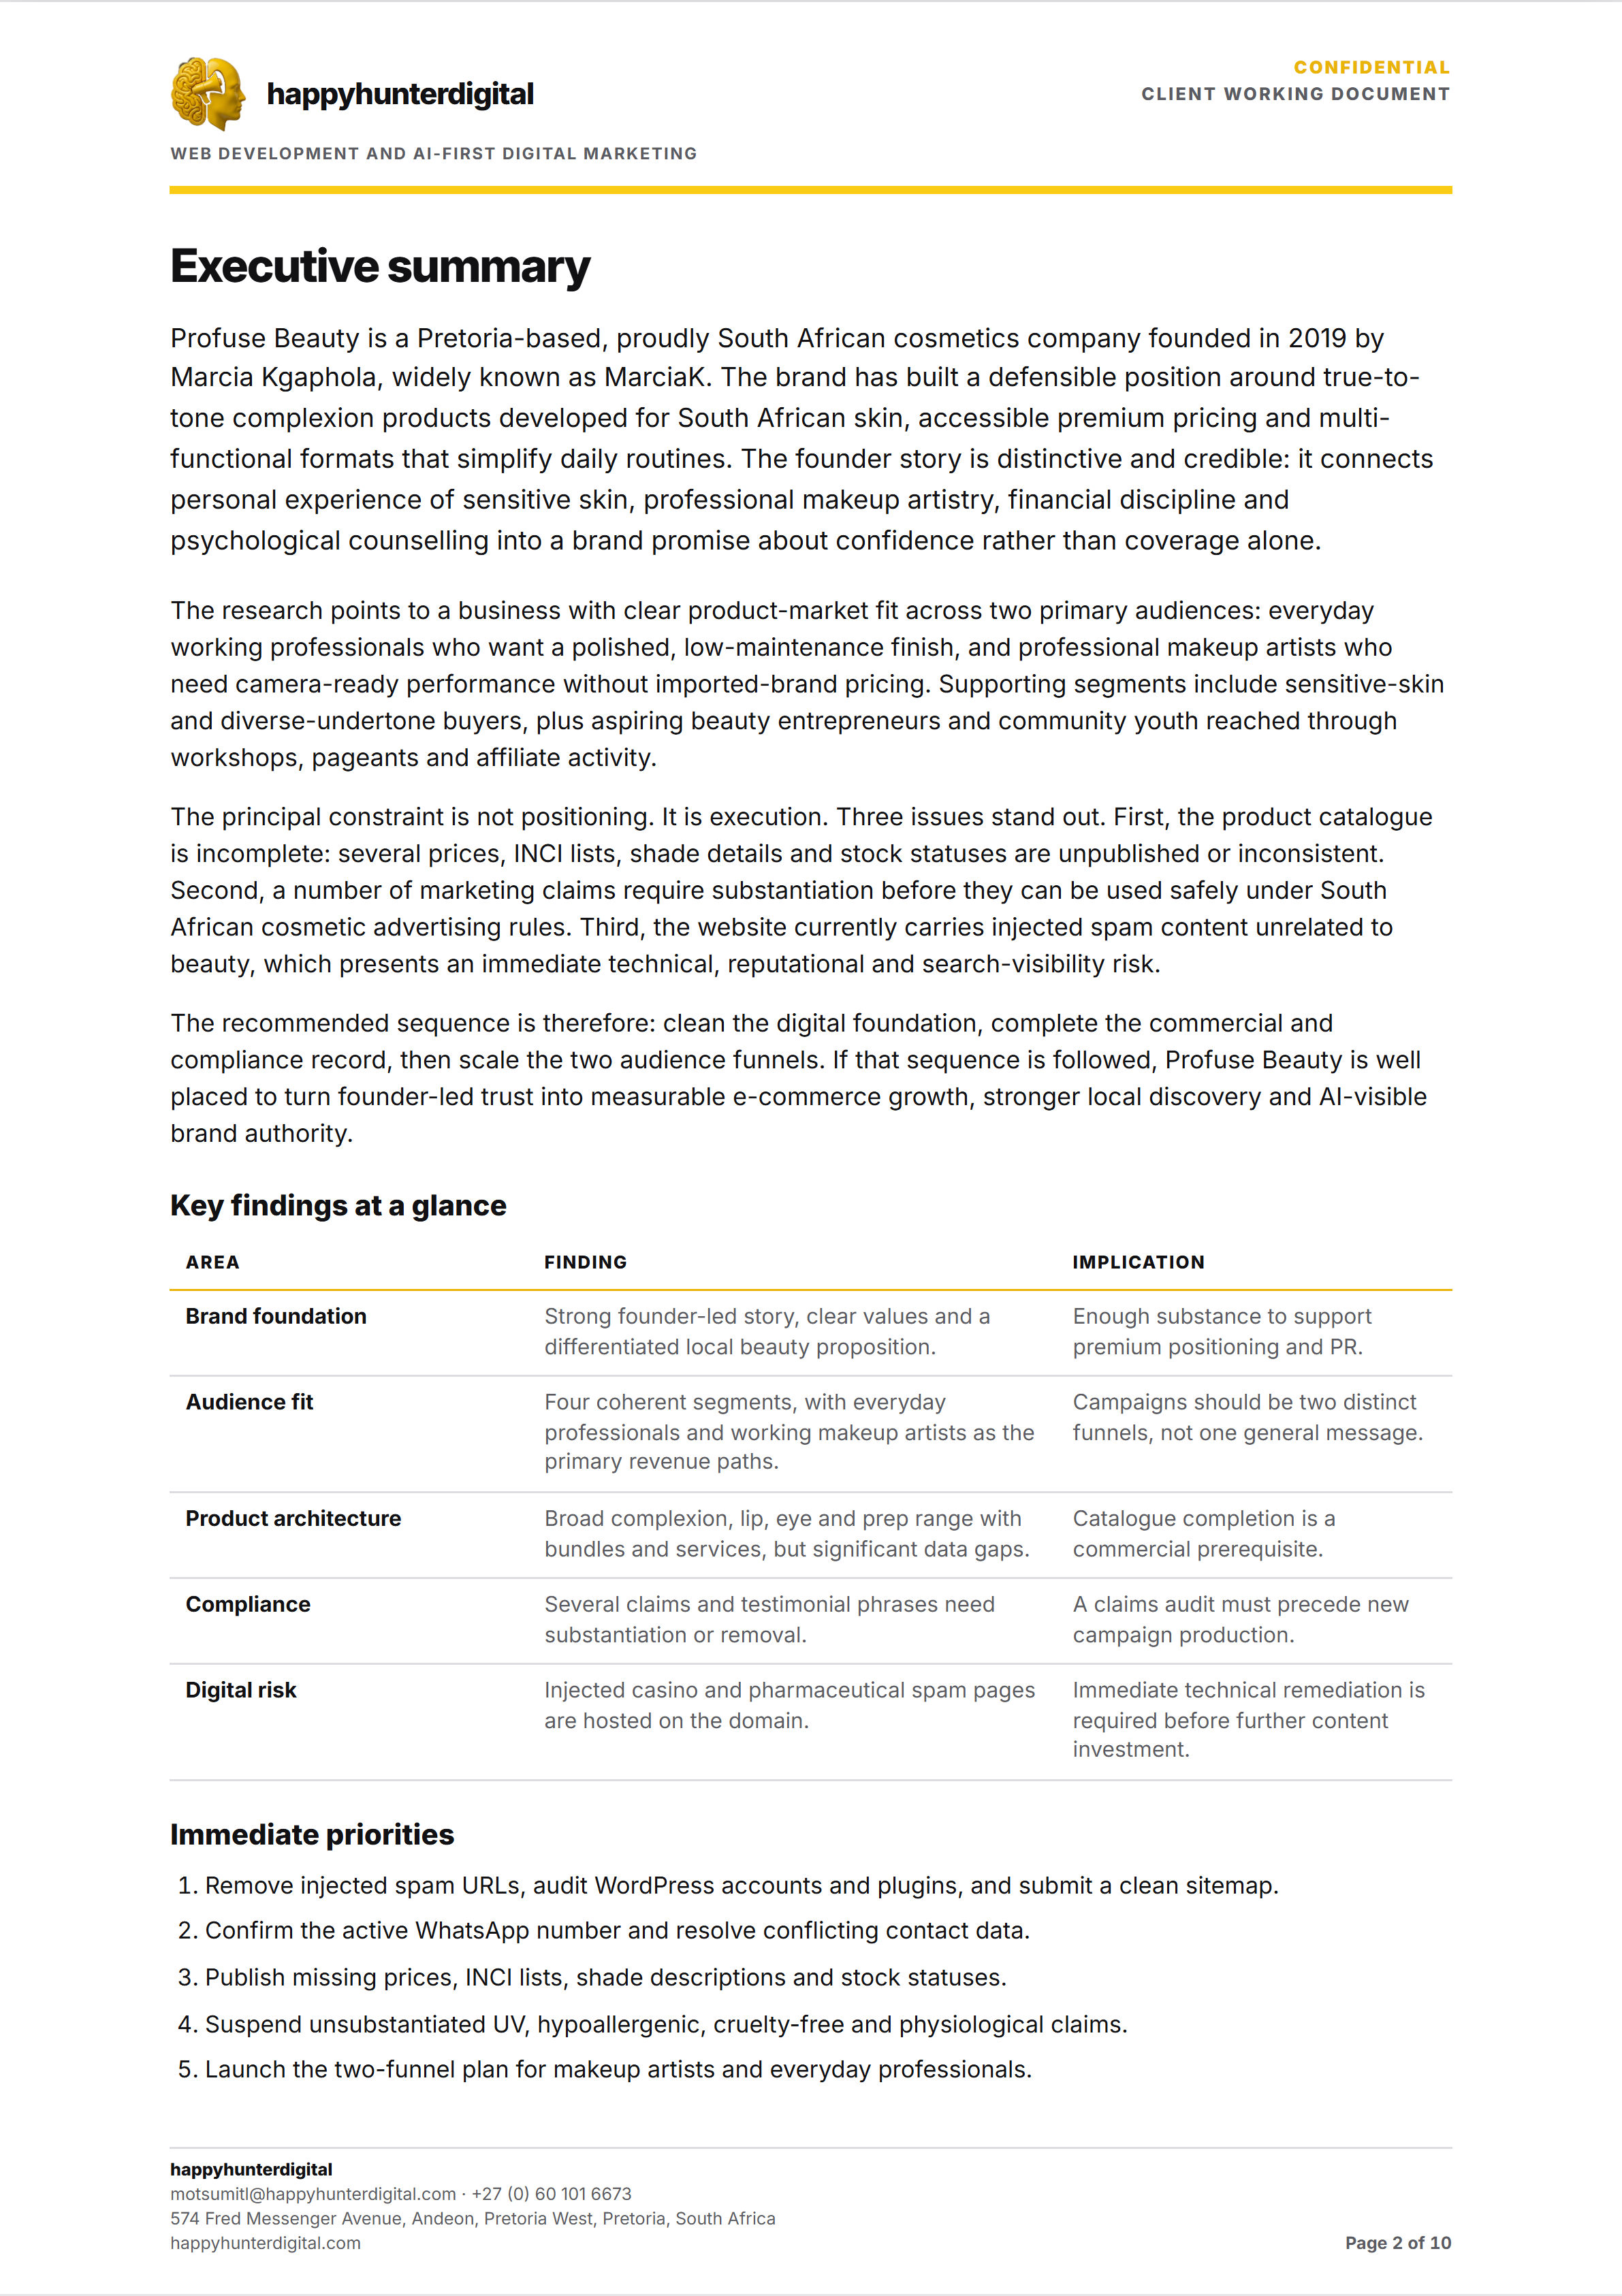 happyhunterdigital
CONFIDENTIAL
CLIENT WORKING DOCUMENT
WEB DEVELOPMENT AND AI-FIRST DIGITAL MARKETING
Executive summary
Profuse Beauty is a Pretoria-based, proudly South African cosmetics company founded in 2019 by
Marcia Kgaphola, widely known as MarciaK. The brand has built a defensible position around true-to-
tone complexion products developed for South African skin, accessible premium pricing and multi-
functional formats that simplify daily routines. The founder story is distinctive and credible: it connects
personal experience of sensitive skin, professional makeup artistry, financial discipline and
psychological counselling into a brand promise about confidence rather than coverage alone.
The research points to a business with clear product-market fit across two primary audiences: everyday
working professionals who want a polished, low-maintenance finish, and professional makeup artists who
need camera-ready performance without imported-brand pricing. Supporting segments include sensitive-skin
and diverse-undertone buyers, plus aspiring beauty entrepreneurs and community youth reached through
workshops, pageants and affiliate activity.
The principal constraint is not positioning. It is execution. Three issues stand out. First, the product catalogue
is incomplete: several prices, INCI lists, shade details and stock statuses are unpublished or inconsistent.
Second, a number of marketing claims require substantiation before they can be used safely under South
African cosmetic advertising rules. Third, the website currently carries injected spam content unrelated to
beauty, which presents an immediate technical, reputational and search-visibility risk.
The recommended sequence is therefore: clean the digital foundation, complete the commercial and
compliance record, then scale the two audience funnels. If that sequence is followed, Profuse Beauty is well
placed to turn founder-led trust into measurable e-commerce growth, stronger local discovery and AI-visible
brand authority.
Key findings at a glance
AREA FINDING IMPLICATION
Brand foundation
Strong founder-led story, clear values and a
differentiated local beauty proposition.
Enough substance to support
premium positioning and PR.
Audience fit
Four coherent segments, with everyday
professionals and working makeup artists as the
primary revenue paths.
Campaigns should be two distinct
funnels, not one general message.
Product architecture
Broad complexion, lip, eye and prep range with
bundles and services, but significant data gaps.
Catalogue completion is a
commercial prerequisite.
Compliance
Several claims and testimonial phrases need
substantiation or removal.
A claims audit must precede new
campaign production.
Digital risk
Injected casino and pharmaceutical spam pages
are hosted on the domain.
Immediate technical remediation is
required before further content
investment.
Immediate priorities
1. Remove injected spam URLs, audit WordPress accounts and plugins, and submit a clean sitemap.
2. Confirm the active WhatsApp number and resolve conflicting contact data.
3. Publish missing prices, INCI lists, shade descriptions and stock statuses.
4. Suspend unsubstantiated UV, hypoallergenic, cruelty-free and physiological claims.
5. Launch the two-funnel plan for makeup artists and everyday professionals.
happyhunterdigital
motsumitl@happyhunterdigital.com · +27 (0) 60 101 6673
574 Fred Messenger Avenue, Andeon, Pretoria West, Pretoria, South Africa
happyhunterdigital.com
Page 2 of 10